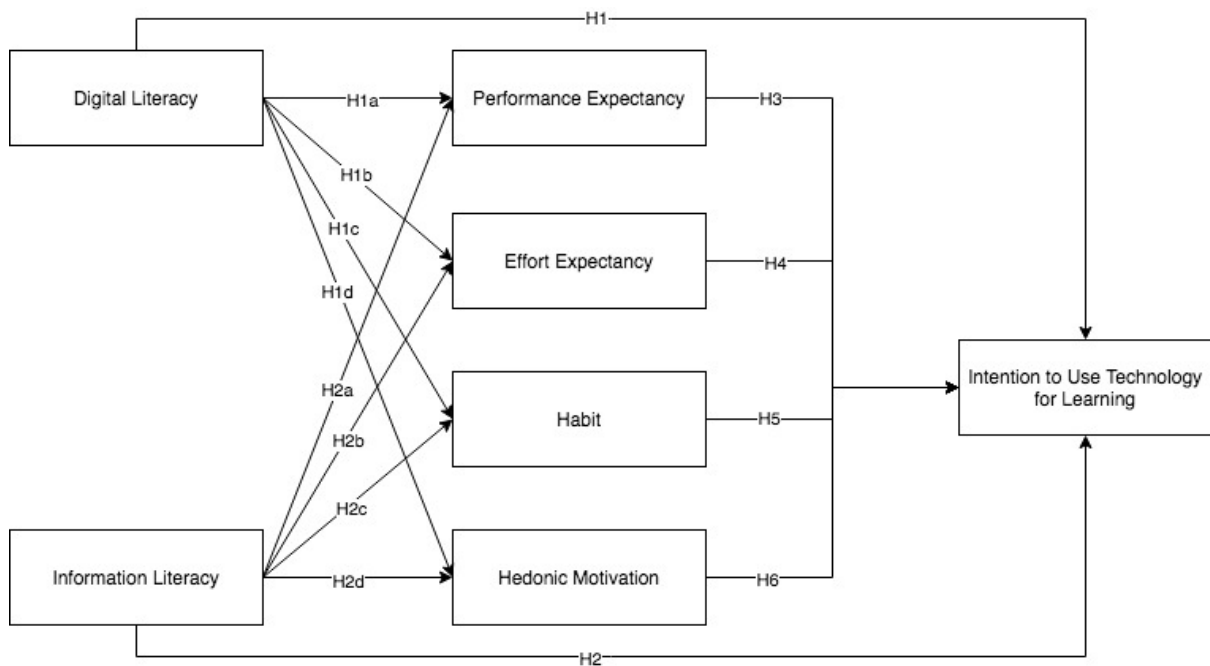 H1
Digital Literacy
H1a
Performance Expectancy
H3
H1b
H1c
Effort Expectancy
H4
H1d
H2a
Intention to Use Technology
for Learning
H2b
Habit
H5
H2c
Information Literacy
H2d
Hedonic Motivation
H6
H2